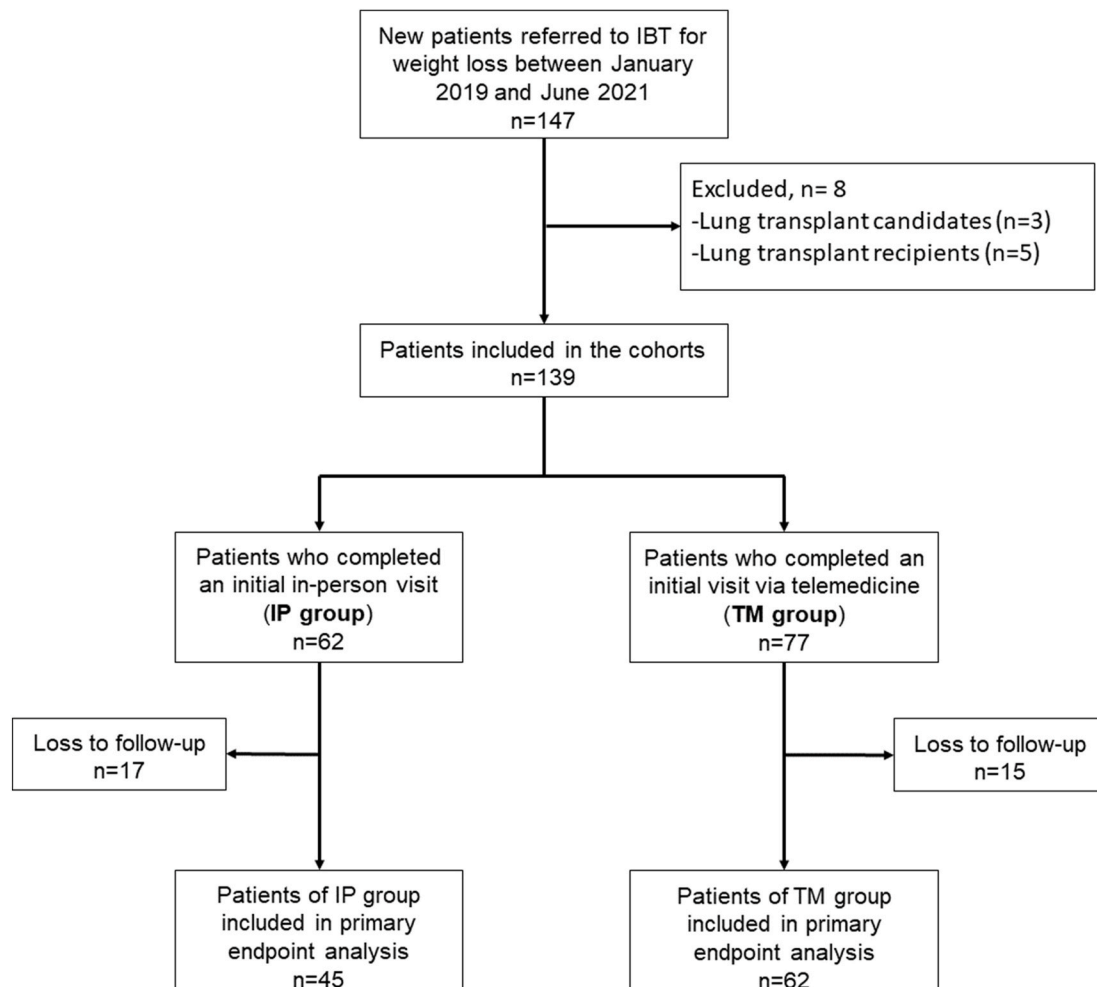 New patients referred to IBT for
weight loss between January
2019 and June 2021
n=147
Excluded, n= 8
-Lung transplant candidates (n=3)
-Lung transplant recipients (n=5)
Patients included in the cohorts
n=139
Patients who completed
an initial in-person visit
(IP group)
n=62
Patients who completed an
initial visit via telemedicine
(TM group)
n=77
Loss to follow-up
n=17
Loss to follow-up
n=15
Patients of IP group
included in primary
endpoint analysis
n=45
Patients of TM group
included in primary
endpoint analysis
n=62